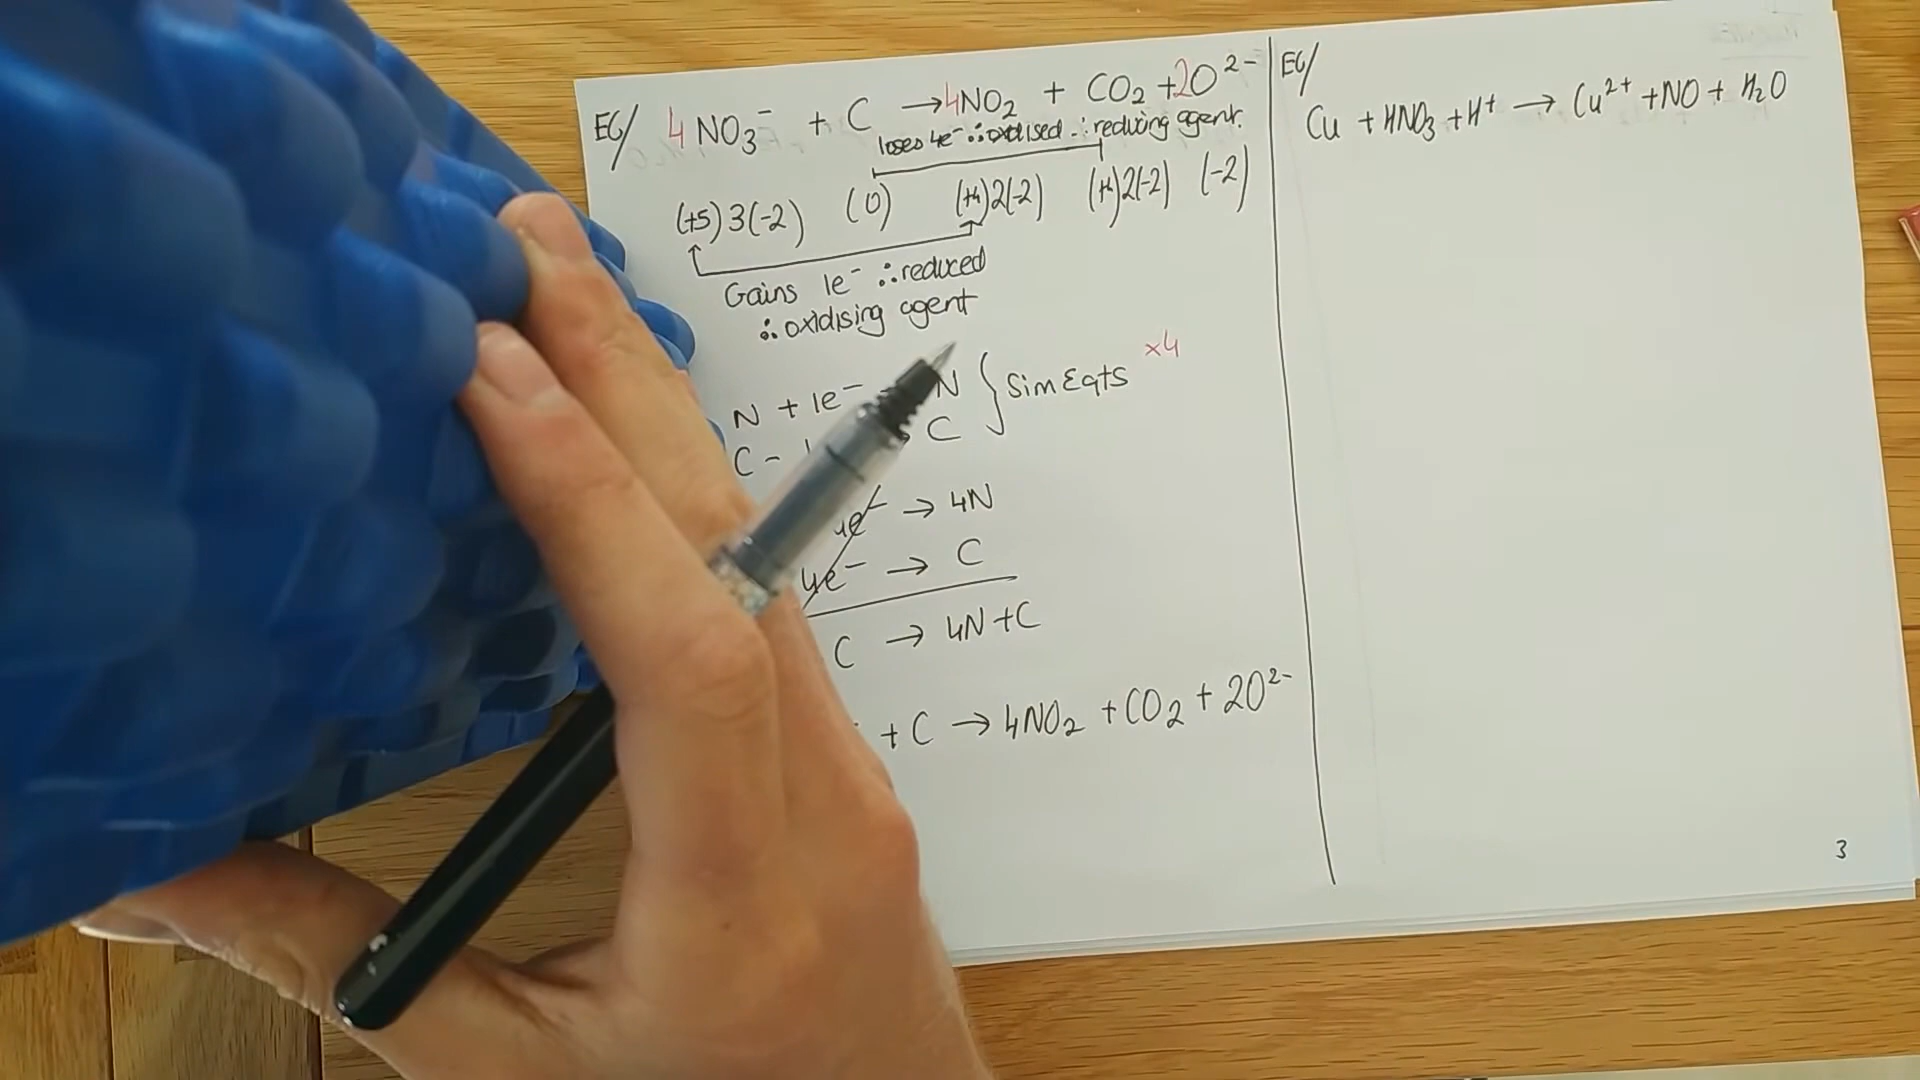 EG/ 4NO₃⁻ + C → 4NO₂ + CO₂ + 2O²⁻
loses 4e⁻ ∴ oxidised ∴ reducing agent.
(+5)3(-2) (0) (+4)2(-2) (+4)2(-2) (-2)
Gains 1e⁻ ∴ reduced
∴ oxidising agent
N + 1e⁻ N } Sim Eqts ×4
C - C
4e⁻ → 4N
4e⁻ → C
C → 4N + C
+ C → 4NO₂ + CO₂ + 2O²⁻
EG/
Cu + HNO₃ + H⁺ → Cu²⁺ + NO + H₂O
3